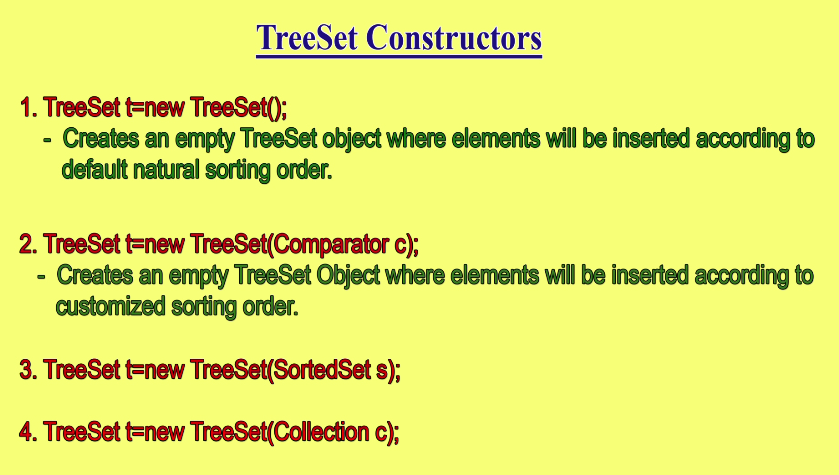 TreeSet Constructors
1. TreeSet t=new TreeSet();
- Creates an empty TreeSet object where elements will be inserted according to
default natural sorting order.
2. TreeSet t=new TreeSet(Comparator c);
- Creates an empty TreeSet Object where elements will be inserted according to
customized sorting order.
3. TreeSet t=new TreeSet(SortedSet s);
4. TreeSet t=new TreeSet(Collection c);